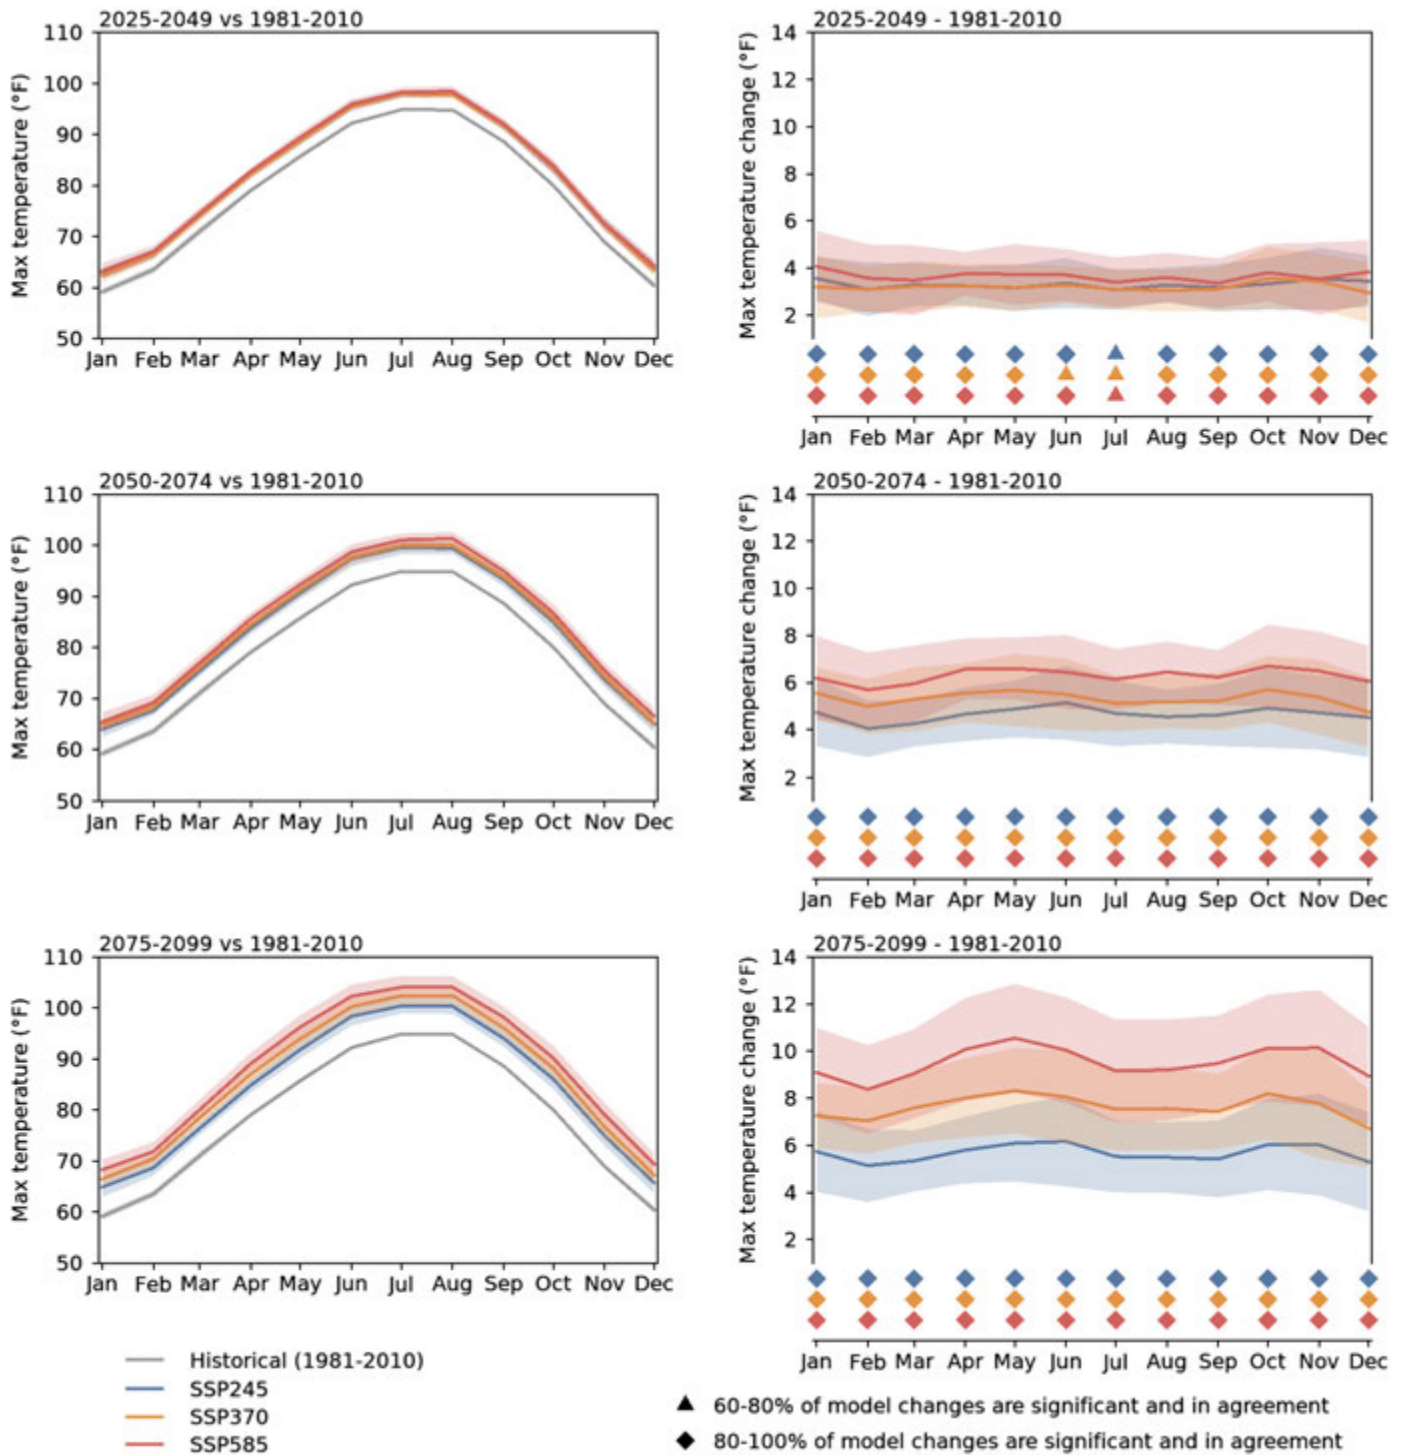 2025-2049 vs 1981-2010
Max temperature (°F)
110
100
90
80
70
60
50
Jan Feb Mar Apr May Jun Jul Aug Sep Oct Nov Dec
2025-2049 - 1981-2010
Max temperature change (°F)
14
12
10
8
6
4
2
Jan Feb Mar Apr May Jun Jul Aug Sep Oct Nov Dec
2050-2074 vs 1981-2010
Max temperature (°F)
110
100
90
80
70
60
50
Jan Feb Mar Apr May Jun Jul Aug Sep Oct Nov Dec
2050-2074 - 1981-2010
Max temperature change (°F)
14
12
10
8
6
4
2
Jan Feb Mar Apr May Jun Jul Aug Sep Oct Nov Dec
2075-2099 vs 1981-2010
Max temperature (°F)
110
100
90
80
70
60
50
Jan Feb Mar Apr May Jun Jul Aug Sep Oct Nov Dec
2075-2099 - 1981-2010
Max temperature change (°F)
14
12
10
8
6
4
2
Jan Feb Mar Apr May Jun Jul Aug Sep Oct Nov Dec
Historical (1981-2010)
SSP245
SSP370
SSP585
60-80% of model changes are significant and in agreement
80-100% of model changes are significant and in agreement